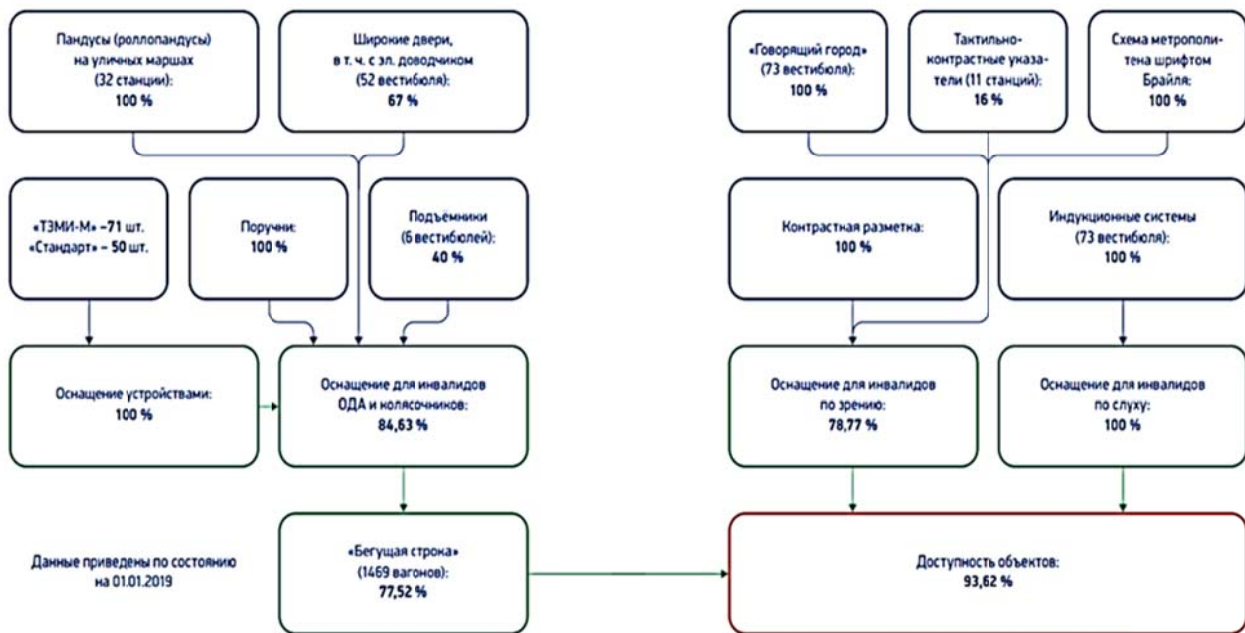 Пандусы (роллопандусы)
на уличных маршах
(32 станции):
100 %
Широкие двери,
в т. ч. с эл. доводчиком
(52 вестибюля):
67 %
«Говорящий город»
(73 вестибюля):
100 %
Тактильно-
контрастные указа-
тели (11 станций):
16 %
Схема метрополи-
тена шрифтом
Брайля:
100 %
«ТЗМИ-М» –71 шт.
«Стандарт» – 50 шт.
Поручни:
100 %
Подъёмники
(6 вестибюлей):
40 %
Контрастная разметка:
100 %
Индукционные системы
(73 вестибюля):
100 %
Оснащение устройствами:
100 %
Оснащение для инвалидов
ОДА и колясочников:
84,63 %
Оснащение для инвалидов
по зрению:
78,77 %
Оснащение для инвалидов
по слуху:
100 %
Данные приведены по состоянию
на 01.01.2019
«Бегущая строка»
(1469 вагонов):
77,52 %
Доступность объектов:
93,62 %